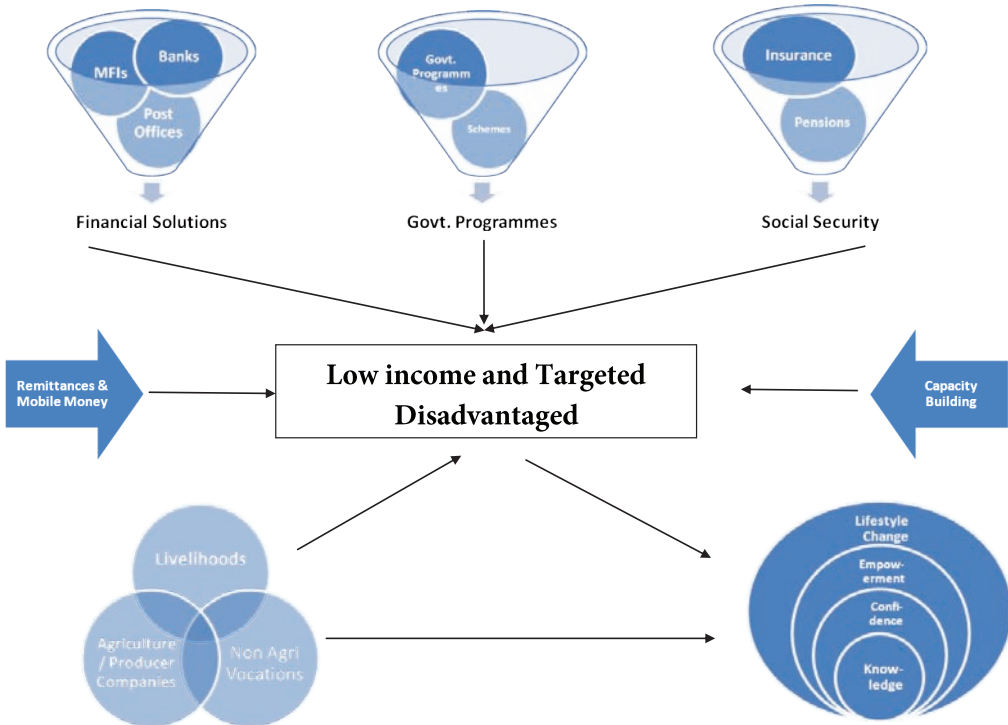 MFIs
Banks
Post
Offices
Govt.
Programm
es
Schemes
Insurance
Pensions
Financial Solutions
Govt. Programmes
Social Security
Remittances &
Mobile Money
Low income and Targeted
Disadvantaged
Capacity
Building
Livelihoods
Agriculture
/ Producer
Companies
Non Agri
Vocations
Lifestyle
Change
Empow-
erment
Confi-
dence
Know-
ledge